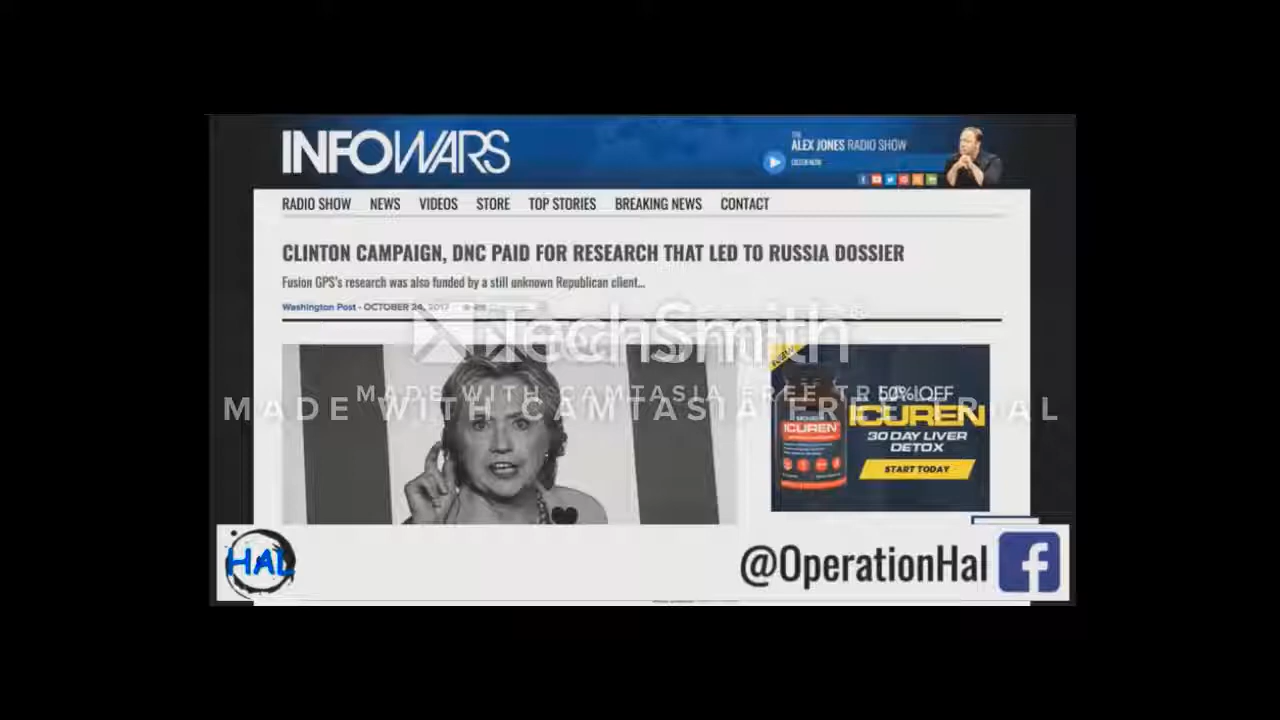 INFOWARS
THE
ALEX JONES RADIO SHOW
LISTEN NOW
RADIO SHOW NEWS VIDEOS STORE TOP STORIES BREAKING NEWS CONTACT
CLINTON CAMPAIGN, DNC PAID FOR RESEARCH THAT LED TO RUSSIA DOSSIER
Fusion GPS's research was also funded by a still unknown Republican client...
Washington Post - OCTOBER 24, 2017
TechSmith
MADE WITH CAMTASIA FREE TRIAL
MADE WITH CAMTASIA FREE TRIAL
NEW
50% OFF
ICUREN
ICUREN
30 DAY LIVER
DETOX
START TODAY
HAL
@OperationHal
f